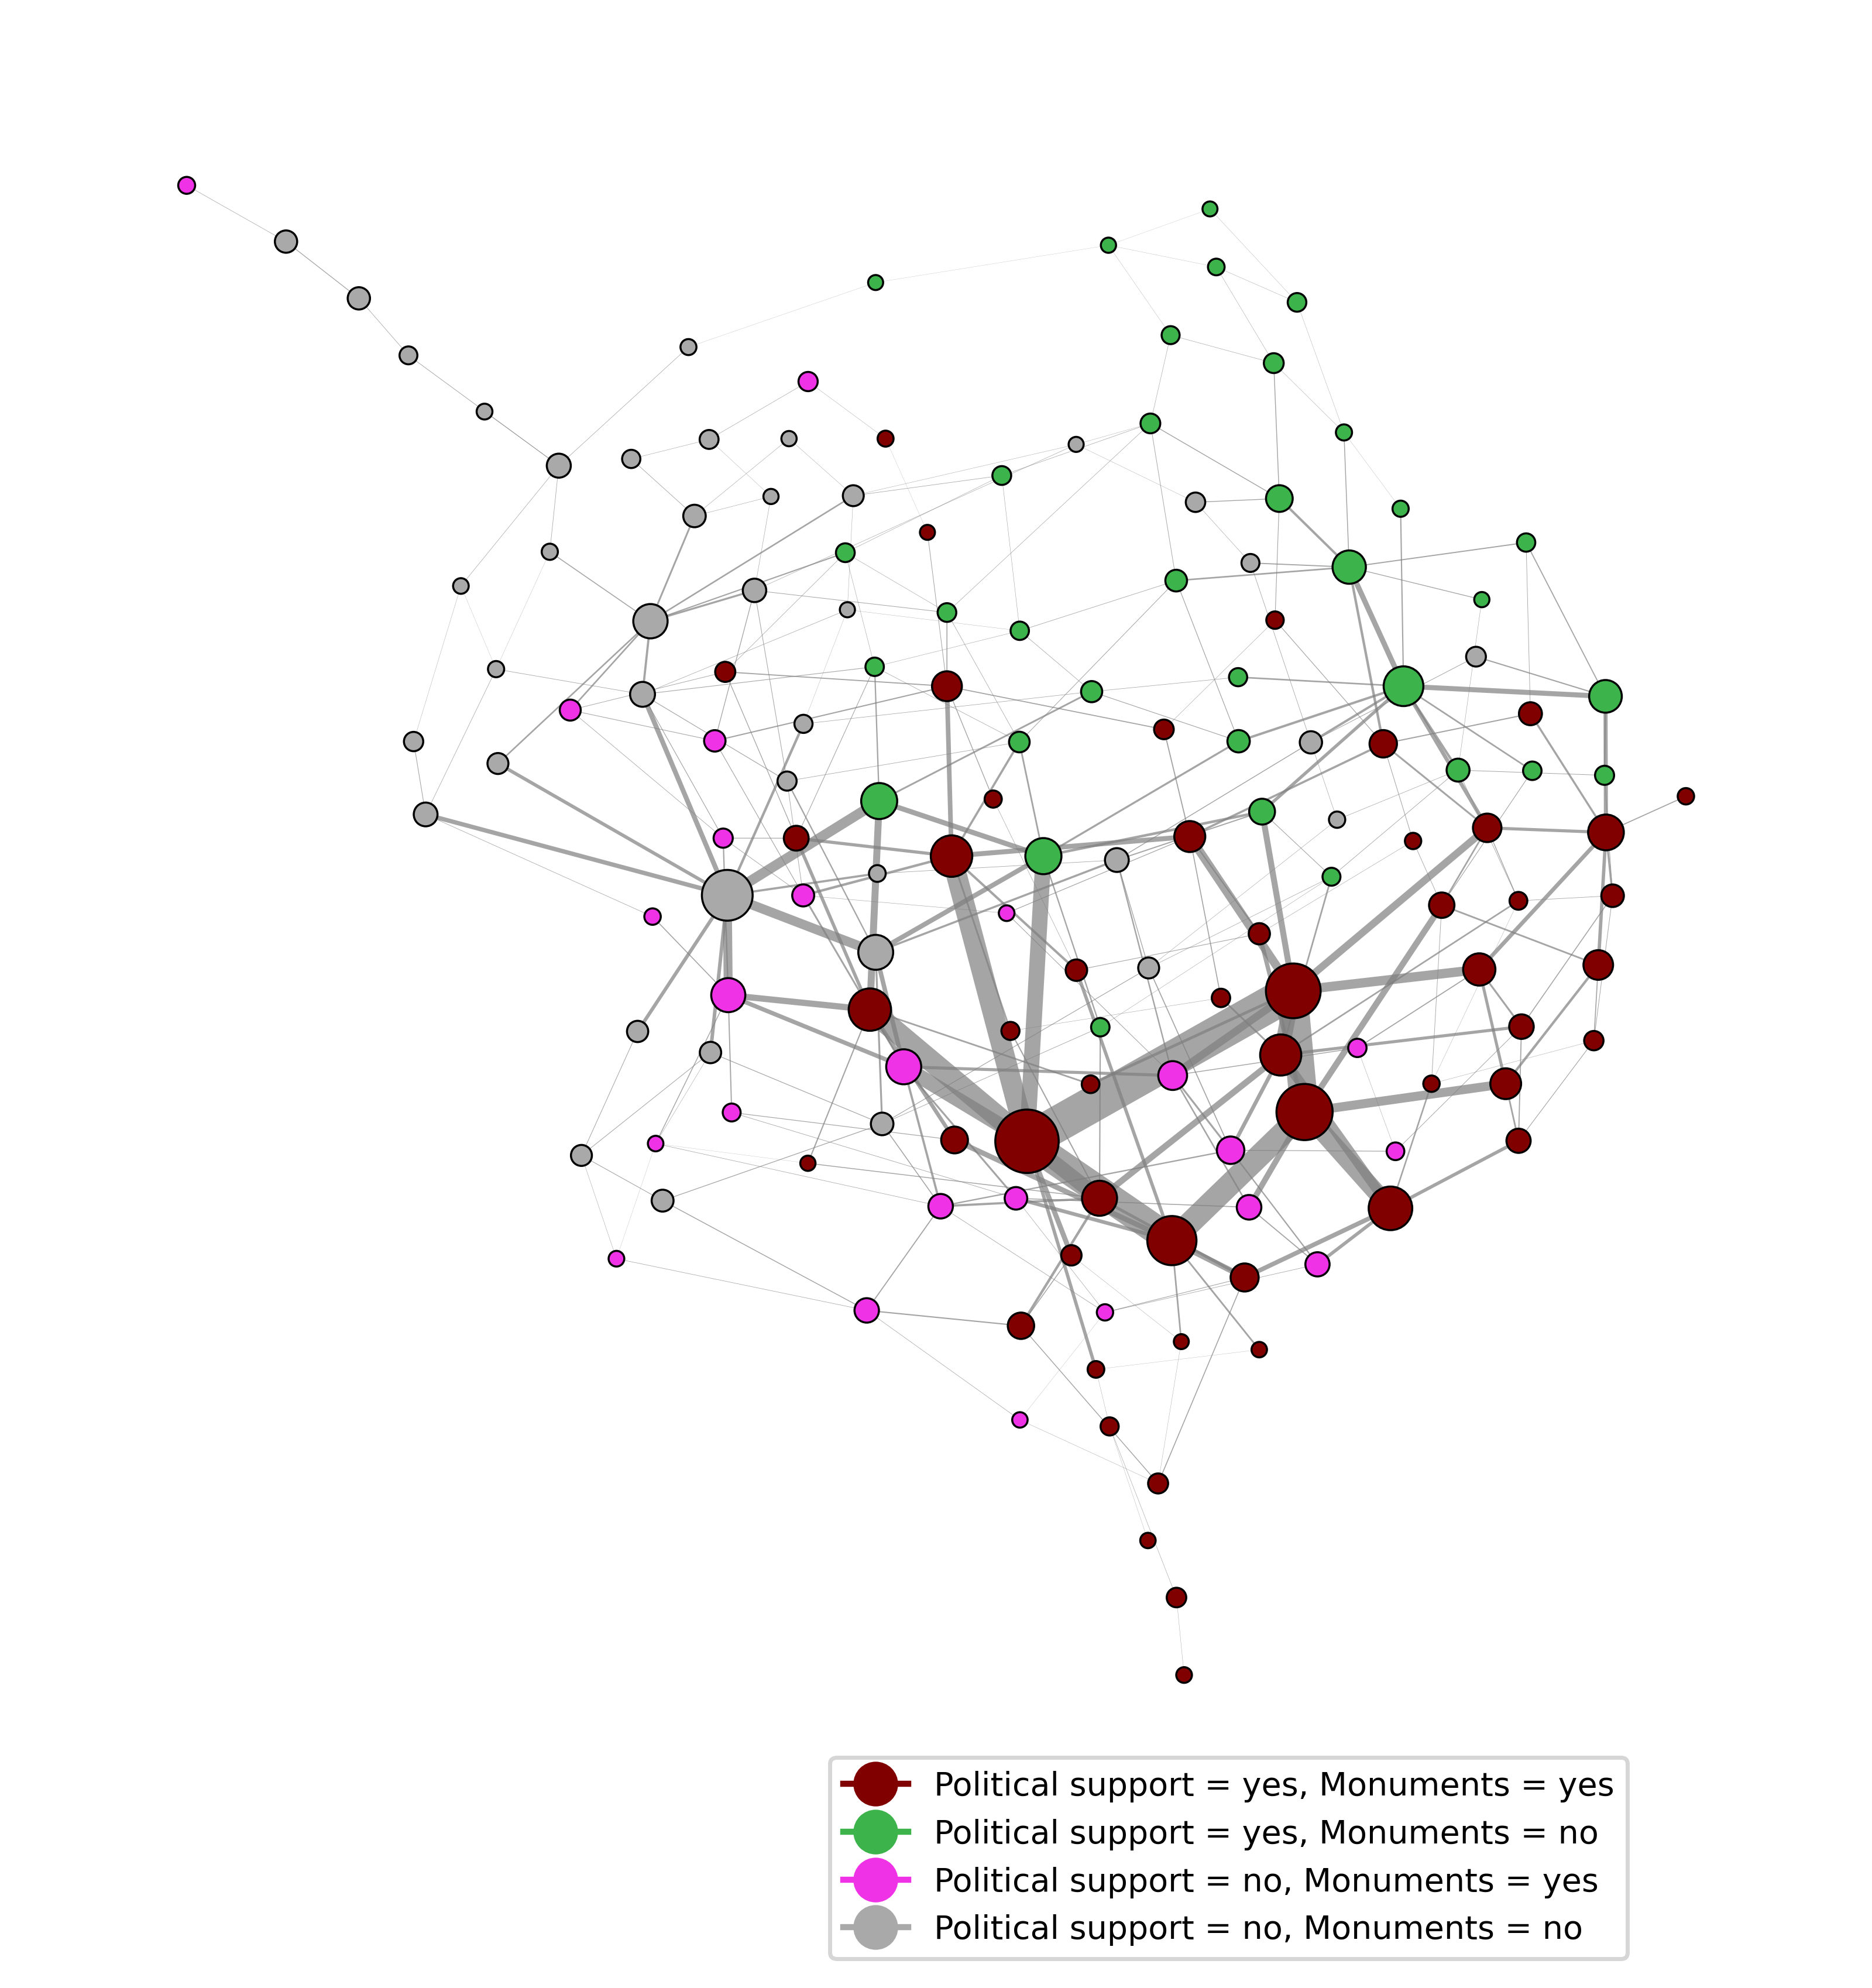 Political support = yes, Monuments = yes
Political support = yes, Monuments = no
Political support = no, Monuments = yes
Political support = no, Monuments = no